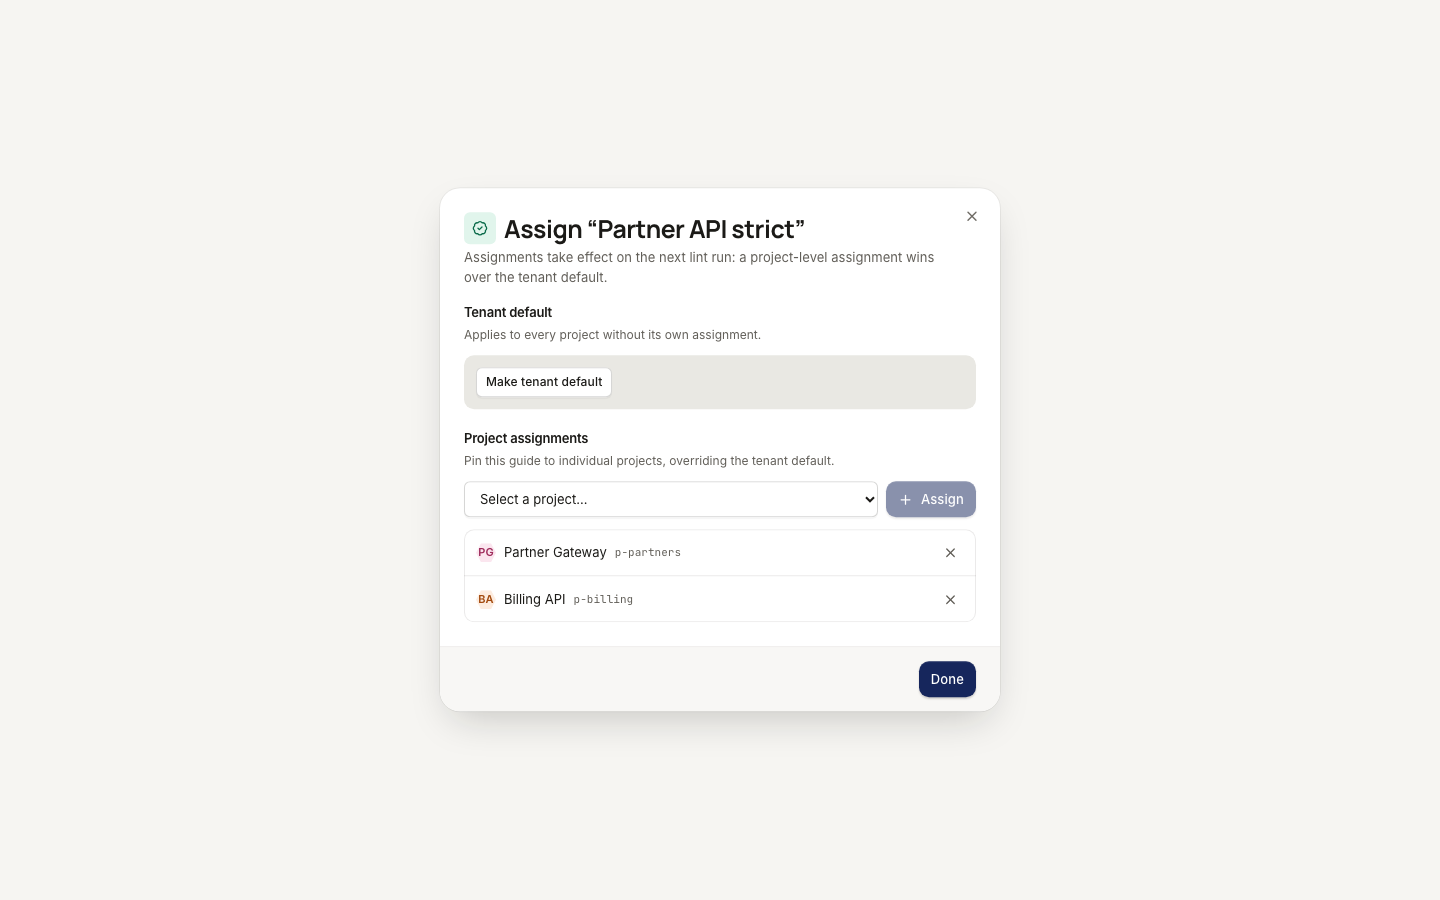 Assign “Partner API strict”
Assignments take effect on the next lint run: a project-level assignment wins
over the tenant default.
Tenant default
Applies to every project without its own assignment.
Make tenant default
Project assignments
Pin this guide to individual projects, overriding the tenant default.
Select a project...
Assign
PG Partner Gateway p-partners
BA Billing API p-billing
Done